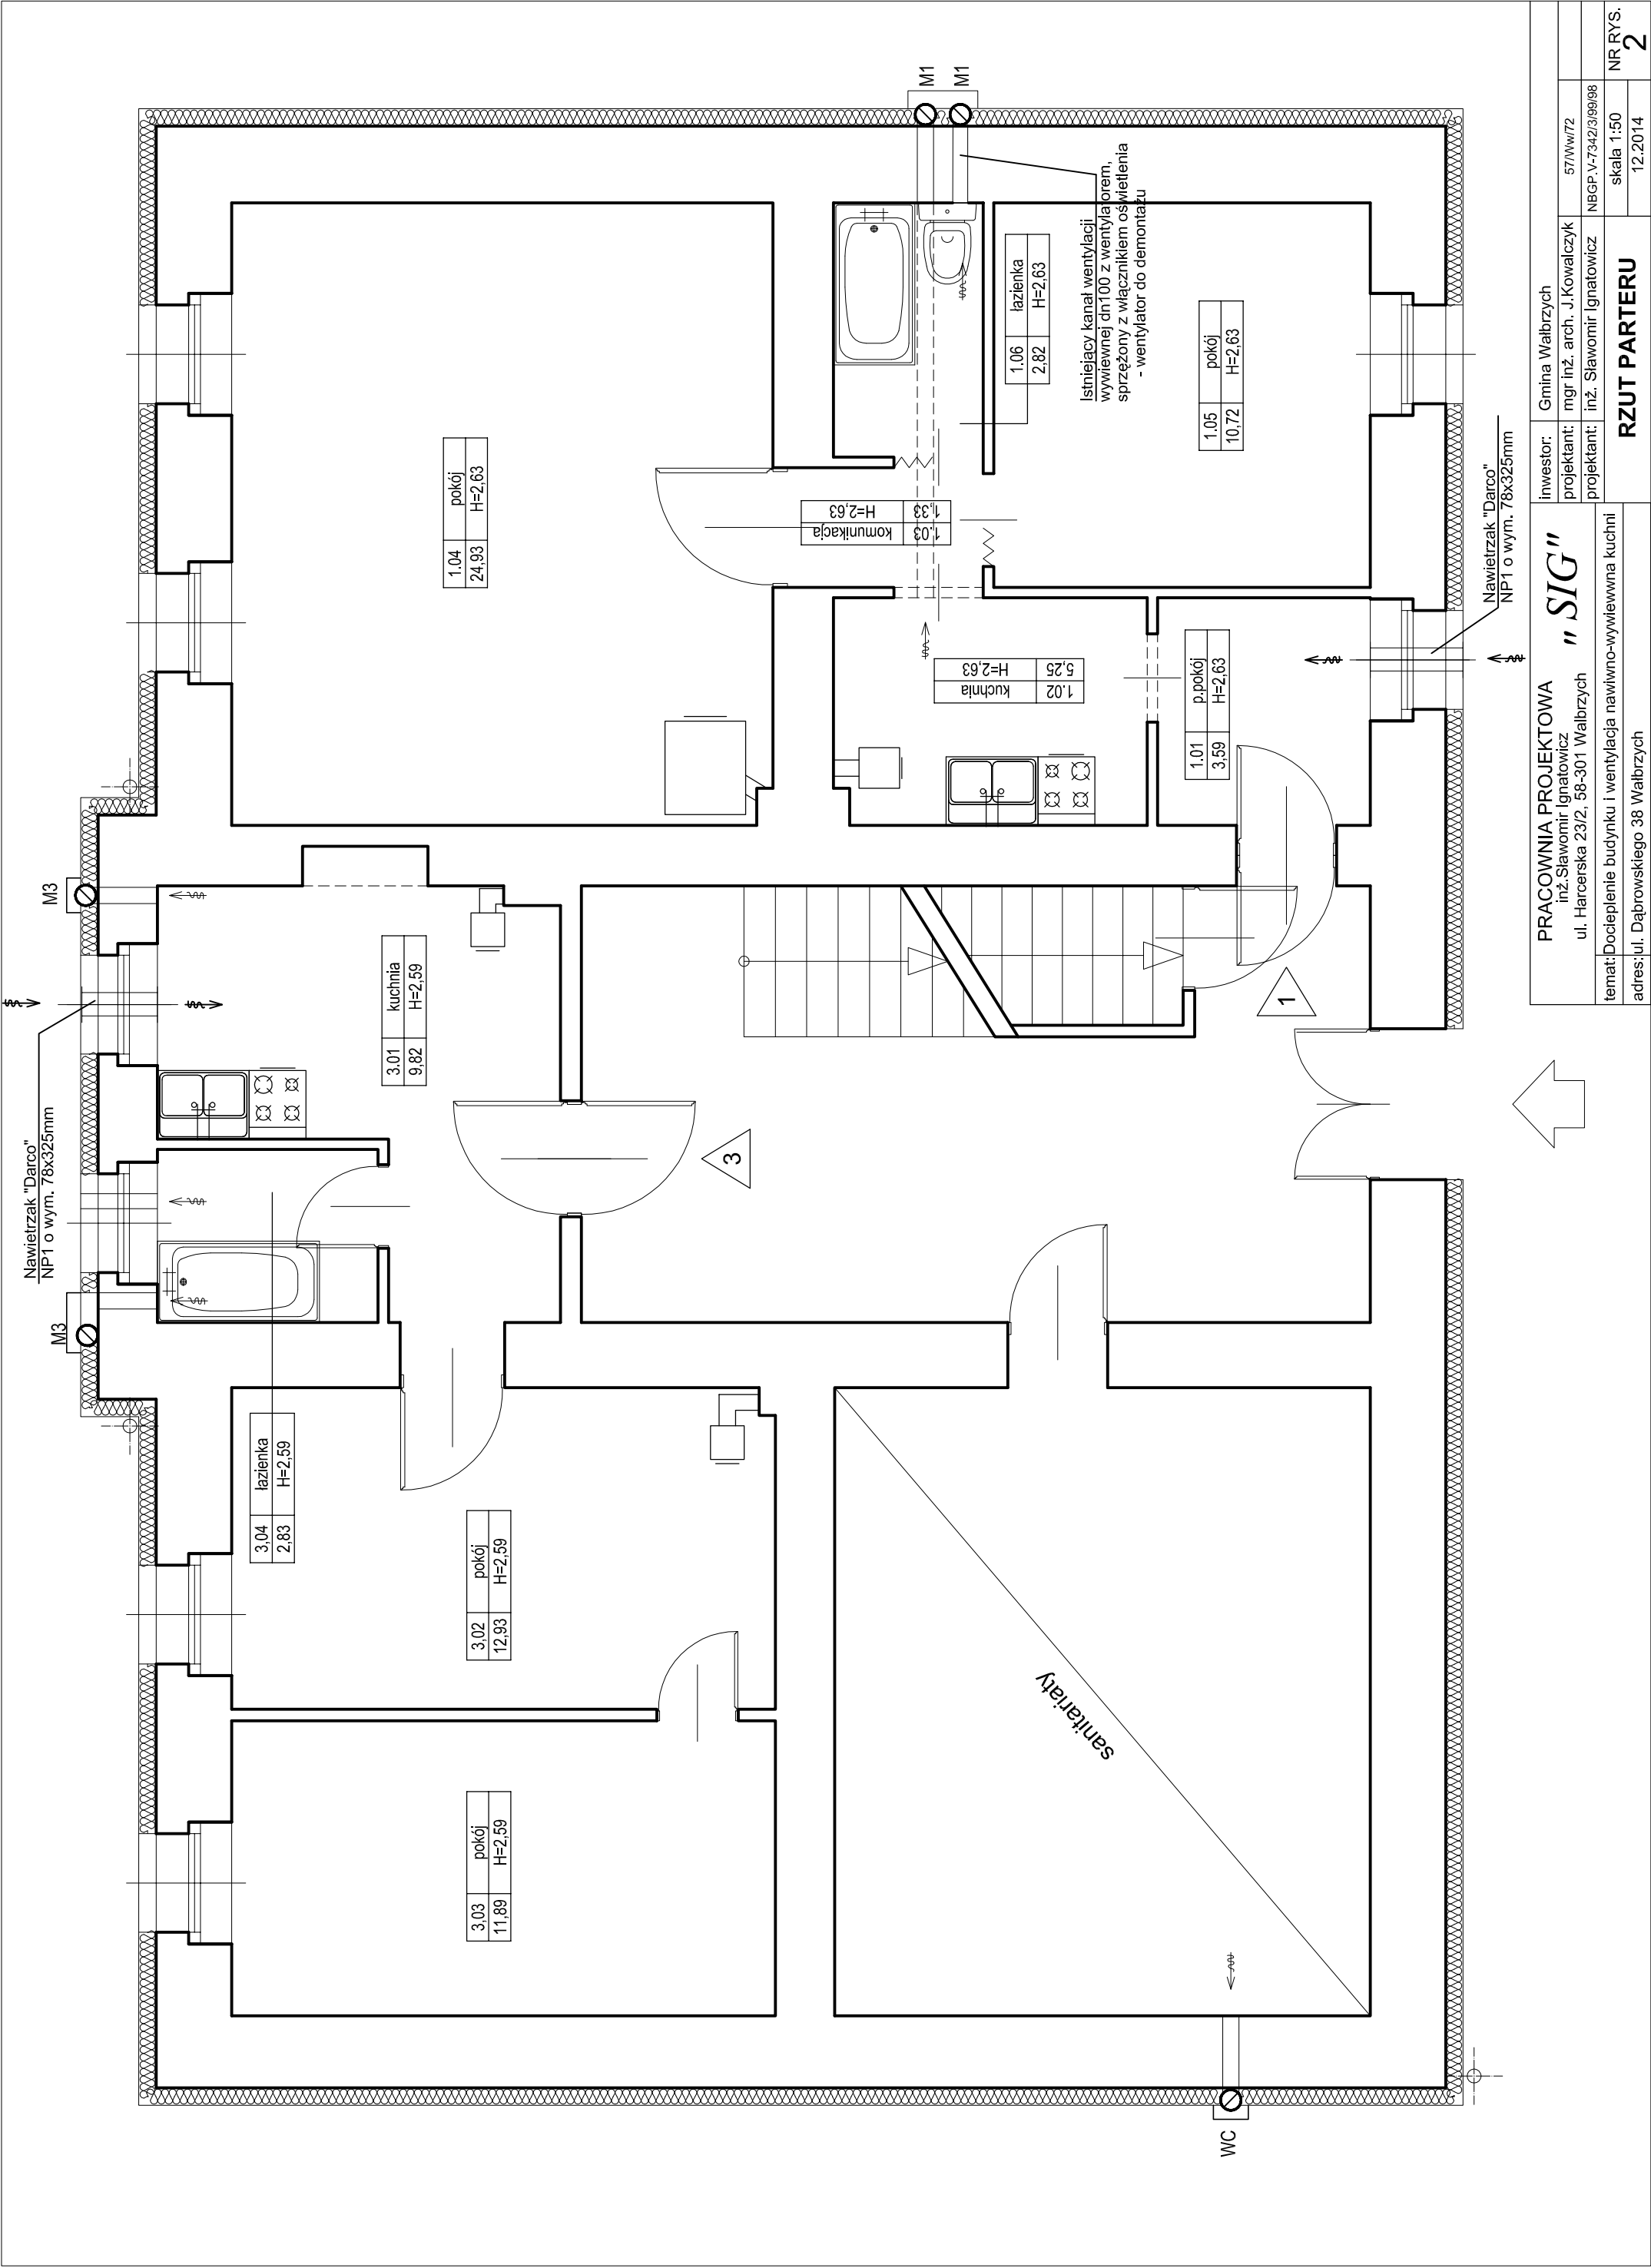 Nawietrzak "Darco"
NP1 o wym. 78x325mm
M3
M3
3,03 pokój
11,89 H=2,59
3,02 pokój
12,93 H=2,59
3,04 łazienka
2,83 H=2,59
3.01 kuchnia
9,82 H=2,59
3
1.04 pokój
24,93 H=2,63
sanitariaty
WC
1
1.01 p.pokój
3,59 H=2,63
1.02 kuchnia
5,25 H=2,63
1.03 komunikacja
1,33 H=2,63
1.06 łazienka
2,82 H=2,63
1.05 pokój
10,72 H=2,63
M1
M1
Istniejący kanał wentylacji
wywiewnej dn100 z wentylatorem,
sprzężony z włącznikiem oświetlenia
- wentylator do demontażu
Nawietrzak "Darco"
NP1 o wym. 78x325mm
PRACOWNIA PROJEKTOWA
inż.Sławomir Ignatowicz
ul. Harcerska 23/2, 58-301 Wałbrzych
" SIG"
temat: Docieplenie budynku i wentylacja nawiwno-wywiewna kuchni
adres: ul. Dąbrowskiego 38 Wałbrzych
inwestor: Gmina Wałbrzych
projektant: mgr inż. arch. J.Kowalczyk 57/Ww/72
projektant: inż. Sławomir Ignatowicz NBGP.V-7342/3/99/98
RZUT PARTERU
skala 1:50
12.2014
NR RYS.
2